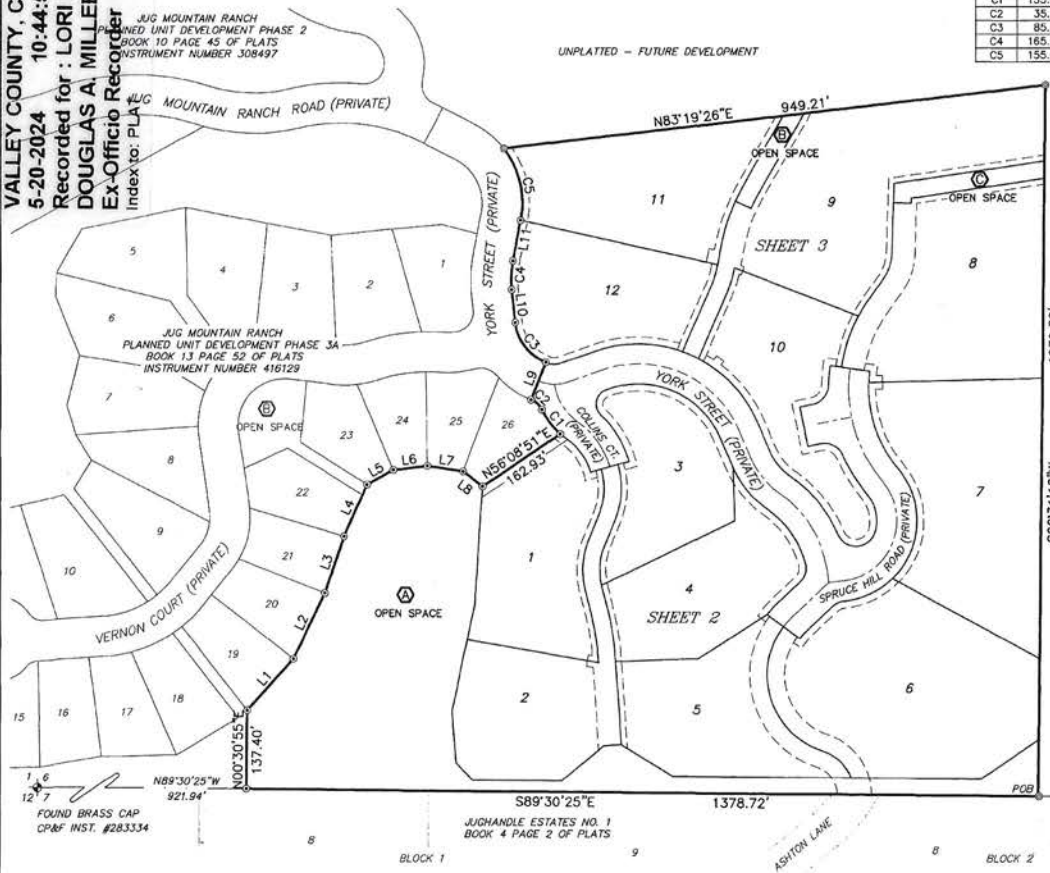 VALLEY COUNTY,
5-20-2024 10:44:
Recorded for : LORI
DOUGLAS A. MILLER
Ex-Officio Recorder
Index to: PLAT
JUG MOUNTAIN RANCH
PLANNED UNIT DEVELOPMENT PHASE 2
BOOK 10 PAGE 45 OF PLATS
INSTRUMENT NUMBER 308497
JUG MOUNTAIN RANCH ROAD (PRIVATE)
UNPLATTED – FUTURE DEVELOPMENT
C2 35.
C3 85.
C4 165.
C5 155.
N83°19'26"E 949.21'
B
OPEN SPACE
C
OPEN SPACE
C5
11
9
SHEET 3
8
YORK STREET (PRIVATE)
L11
C4
L10
C3
12
10
5
4
3
2
1
6
7
8
9
10
JUG MOUNTAIN RANCH
PLANNED UNIT DEVELOPMENT PHASE 3A
BOOK 13 PAGE 52 OF PLATS
INSTRUMENT NUMBER 416129
B
OPEN SPACE
23
24
25
26
L9
C2
C1
COLLINS CT.
(PRIVATE)
YORK STREET (PRIVATE)
N56°08'51"E
162.93'
L5
L6
L7
L8
22
L4
21
L3
20
L2
19
L1
18
17
16
15
VERNON COURT (PRIVATE)
A
OPEN SPACE
3
1
4
SHEET 2
2
5
6
7
SPRUCE HILL ROAD (PRIVATE)
N00°30'55"E
137.40'
1 6
12 7
N89°30'25"W
921.94'
FOUND BRASS CAP
CP&F INST. #283334
S89°30'25"E 1378.72'
POB
JUGHANDLE ESTATES NO. 1
BOOK 4 PAGE 2 OF PLATS
8
BLOCK 1
9
ASHTON LANE
8
BLOCK 2